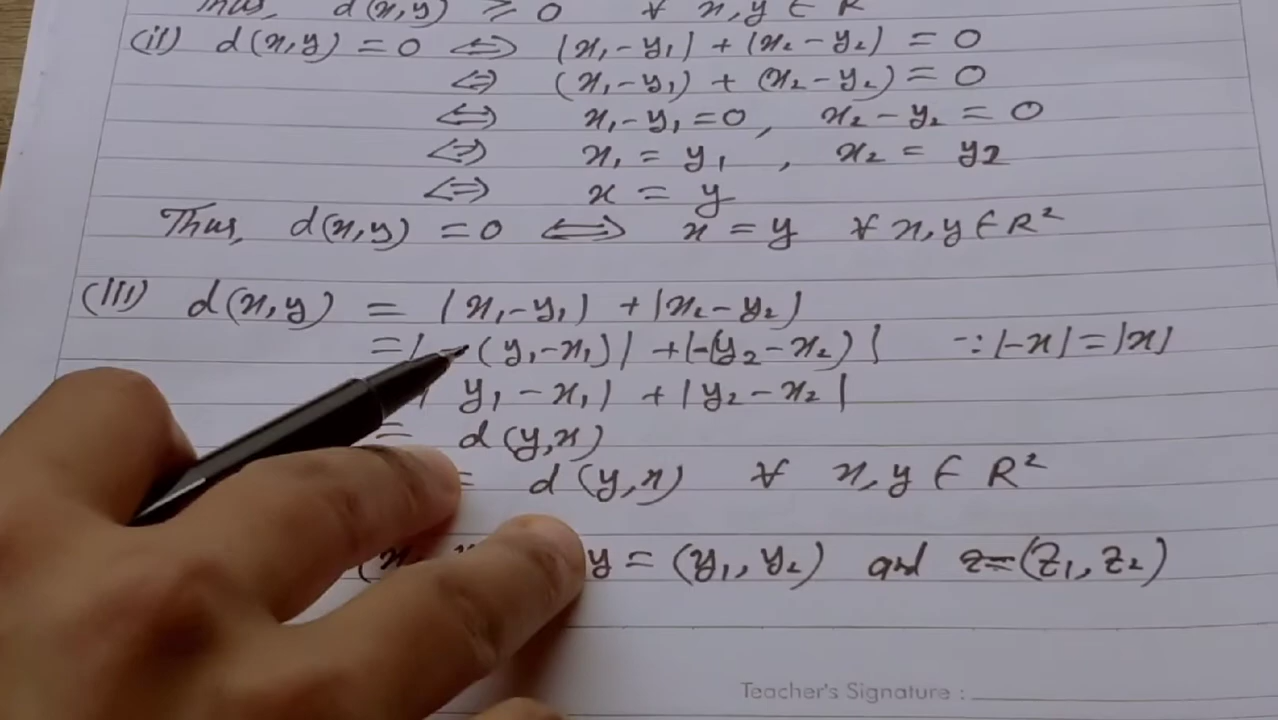 Thus, d(x,y) ≥ 0 ∀ x,y ∈ R
(ii) d(x,y) = 0 ⇔ |x₁-y₁| + |x₂-y₂| = 0
⇔ (x₁-y₁) + (x₂-y₂) = 0
⇔ x₁-y₁=0, x₂-y₂ = 0
⇔ x₁ = y₁, x₂ = y2
⇔ x = y
Thus, d(x,y) = 0 ⇔ x = y ∀ x,y ∈ R²
(III) d(x,y) = |x₁-y₁| + |x₂-y₂|
= |-(y₁-x₁)| + |-(y₂-x₂)| ∵ |-x| = |x|
| y₁-x₁| + |y₂-x₂|
= d(y,x)
= d(y,x) ∀ x,y ∈ R²
y = (y₁, y₂) and z=(z₁, z₂)
Teacher's Signature :